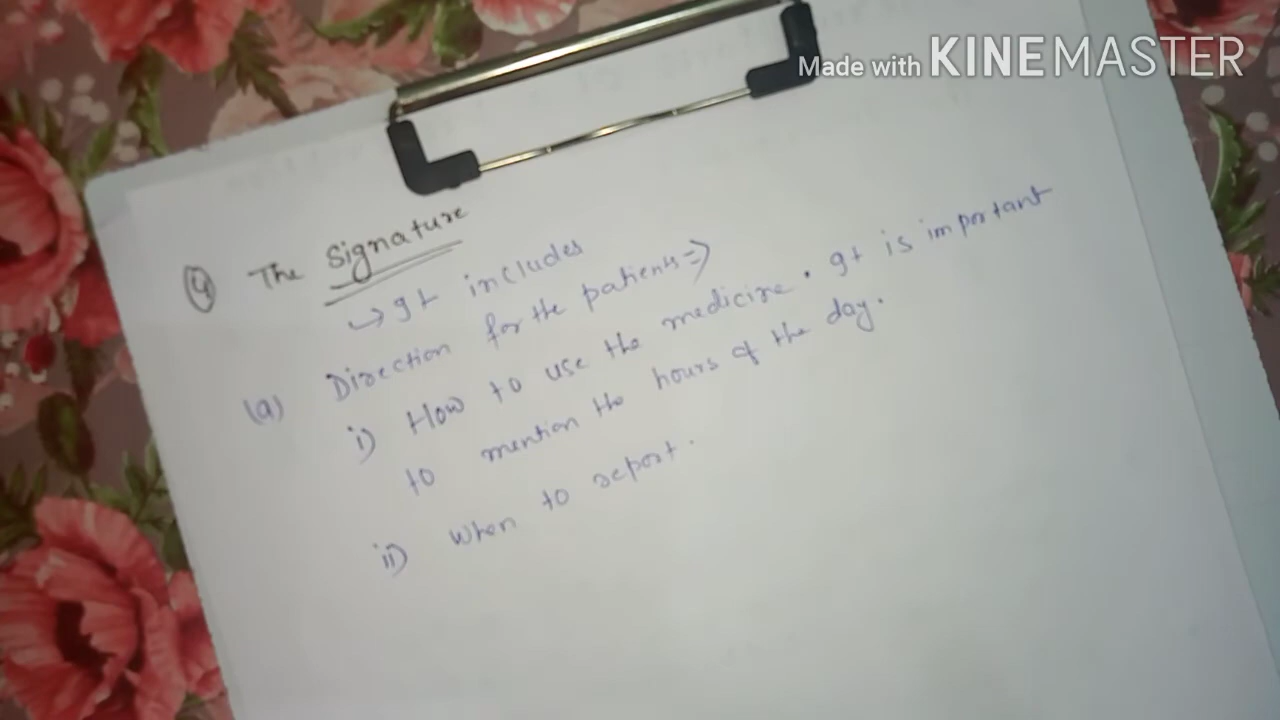 Made with KINEMASTER
④ The Signature
→ It includes
(a) Direction for the patients ⇒
i) How to use the medicine. It is important
to mention the hours of the day.
ii) When to report.